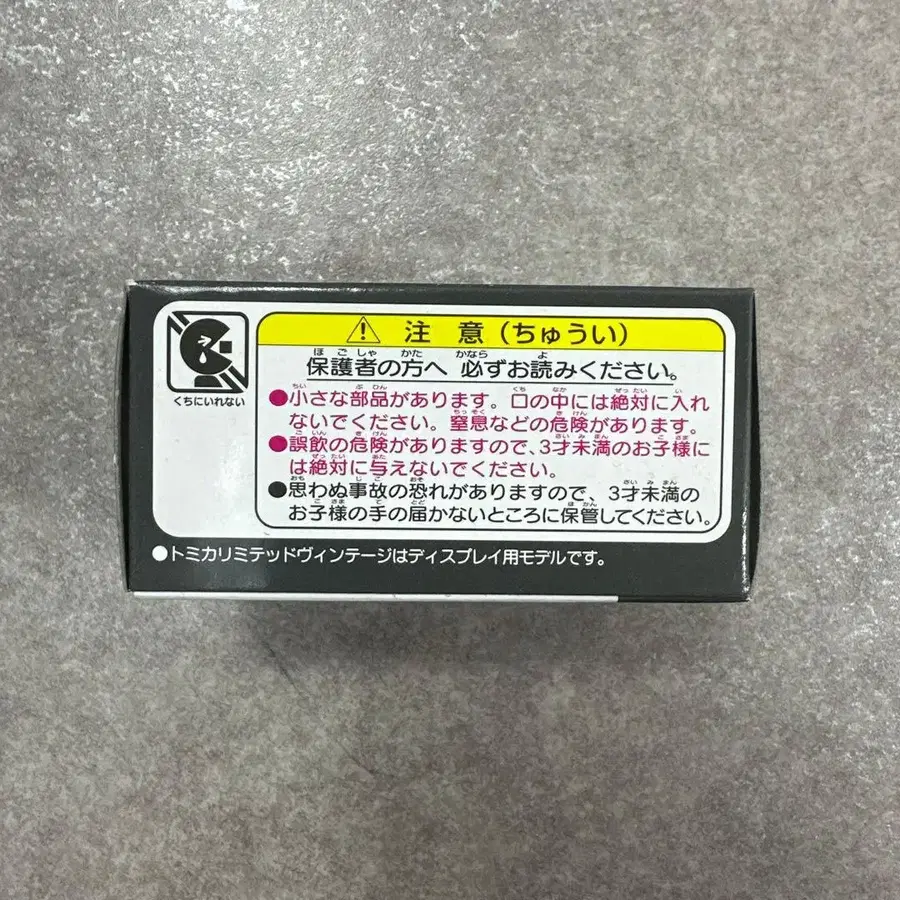 ⚠ 注 意 (ちゅうい)
保護者の方へ 必ずお読みください。
●小さな部品があります。口の中には絶対に入れ
ないでください。窒息などの危険があります。
●誤飲の危険がありますので、3才未満のお子様に
は絶対に与えないでください。
●思わぬ事故の恐れがありますので、3才未満の
お子様の手の届かないところに保管してください。
くちにいれない
●トミカリミテッドヴィンテージはディスプレイ用モデルです。